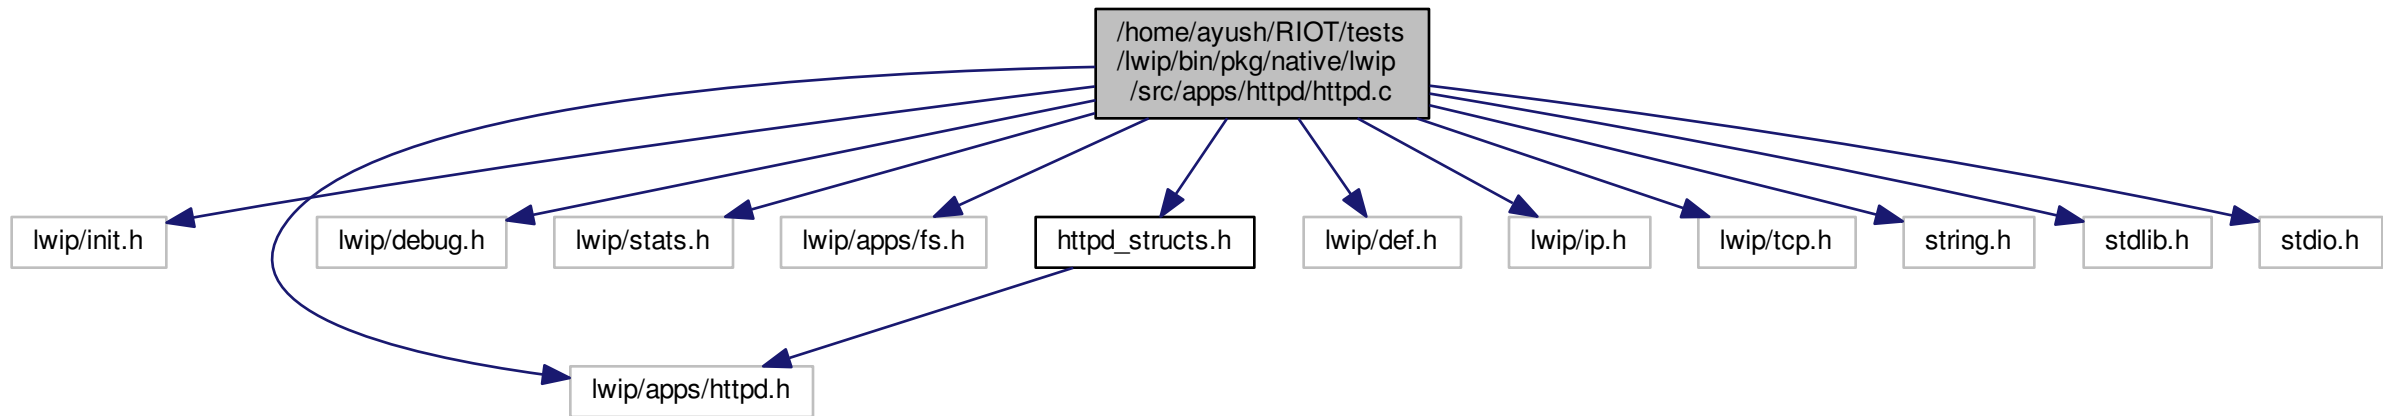 /home/ayush/RIOT/tests
/lwip/bin/pkg/native/lwip
/src/apps/httpd/httpd.c
lwip/init.h
lwip/debug.h
lwip/stats.h
lwip/apps/fs.h
httpd_structs.h
lwip/def.h
lwip/ip.h
lwip/tcp.h
string.h
stdlib.h
stdio.h
lwip/apps/httpd.h